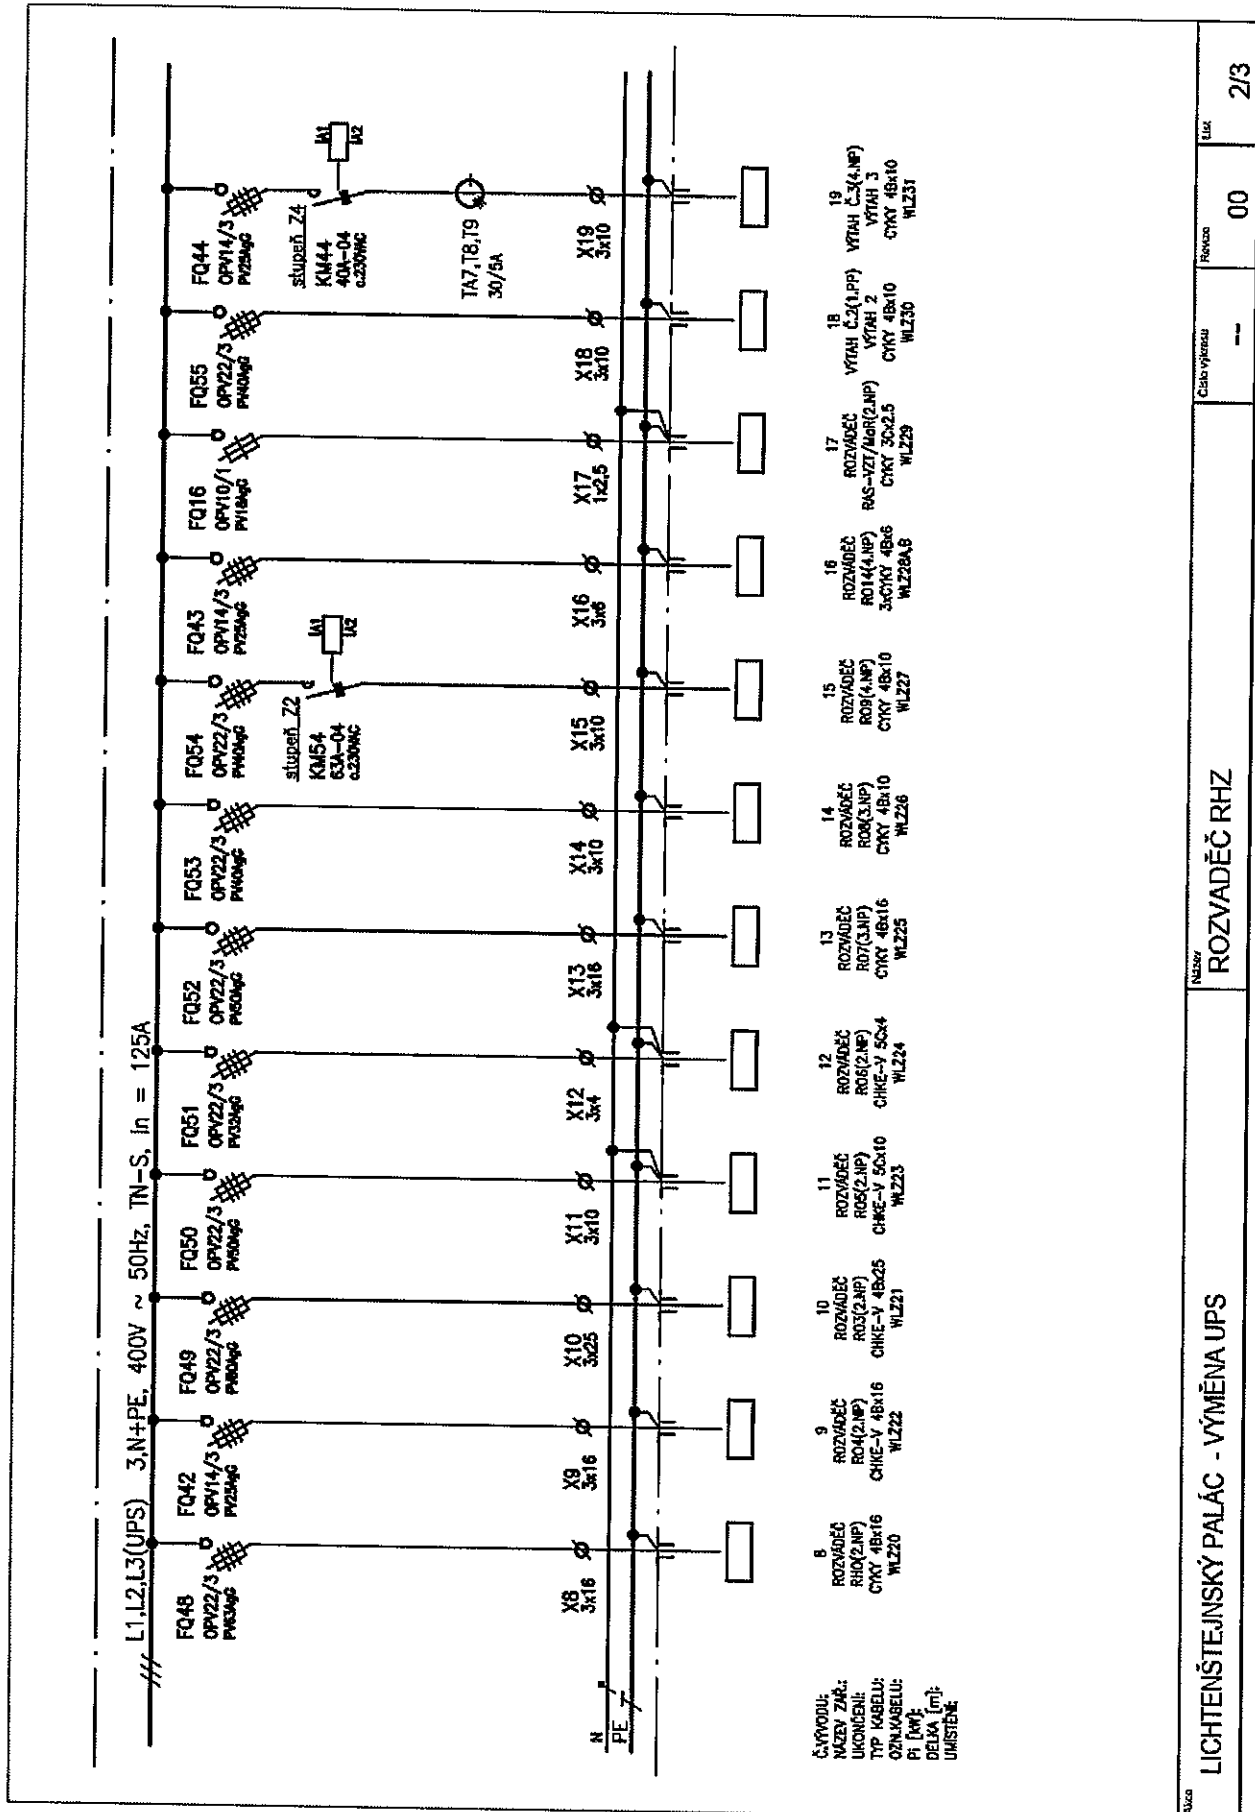 L1,L2,L3(UPS) 3,N+PE, 400V ~ 50Hz, TN-S, In = 125A
FQ48
OPV22/3
PV63AgG
FQ42
OPV14/3
PV25AgG
FQ49
OPV22/3
PV80AgG
FQ50
OPV22/3
PV50AgG
FQ51
OPV22/3
PV32AgG
FQ52
OPV22/3
PV50AgG
FQ53
OPV22/3
PV40AgG
FQ54
OPV22/3
PV40AgG
FQ43
OPV14/3
PV25AgG
FQ16
OPV10/1
PV16AgG
FQ55
OPV22/3
PV40AgG
FQ44
OPV14/3
PV25AgG
stupeň Z2
KM54
63A-04
c.230VAC
A1
A2
stupeň Z4
KM44
40A-04
c.230VAC
A1
A2
TA7,T8,T9
30/5A
X8
3x16
X9
3x16
X10
3x25
X11
3x10
X12
3x4
X13
3x16
X14
3x10
X15
3x10
X16
3x6
X17
1x2,5
X18
3x10
X19
3x10
N
PE
Č.VÝVODU:
NÁZEV ZAŘ.:
UKONČENÍ:
TYP KABELU:
OZN.KABELU:
Pi [kW]:
DÉLKA [m]:
UMÍSTĚNÍ:
8
ROZVÁDĚČ
RH0(2.NP)
CYKY 4Bx16
WLZ20
9
ROZVÁDĚČ
RO4(2.NP)
CHKE-V 4Bx16
WLZ22
10
ROZVÁDĚČ
RO3(2.NP)
CHKE-V 4Bx25
WLZ21
11
ROZVÁDĚČ
RO5(2.NP)
CHKE-V 5Cx10
WLZ23
12
ROZVÁDĚČ
RO6(2.NP)
CHKE-V 5Cx4
WLZ24
13
ROZVÁDĚČ
RO7(3.NP)
CYKY 4Bx16
WLZ25
14
ROZVÁDĚČ
RO8(3.NP)
CYKY 4Bx10
WLZ26
15
ROZVÁDĚČ
RO9(4.NP)
CYKY 4Bx10
WLZ27
16
ROZVÁDĚČ
RO14(4.NP)
3xCYKY 4Bx6
WLZ28A,B
17
ROZVÁDĚČ
RAS-VZT/MaR(2.NP)
CYKY 3Cx2,5
WLZ29
18
VÝTAH Č.2(1.PP)
VÝTAH 2
CYKY 4Bx10
WLZ30
19
VÝTAH Č.3(4.NP)
VÝTAH 3
CYKY 4Bx10
WLZ31
Akce
LICHTENŠTEJNSKÝ PALÁC - VÝMĚNA UPS
Název
ROZVADĚČ RHZ
Číslo výkresu
--
Revize
00
List
2/3